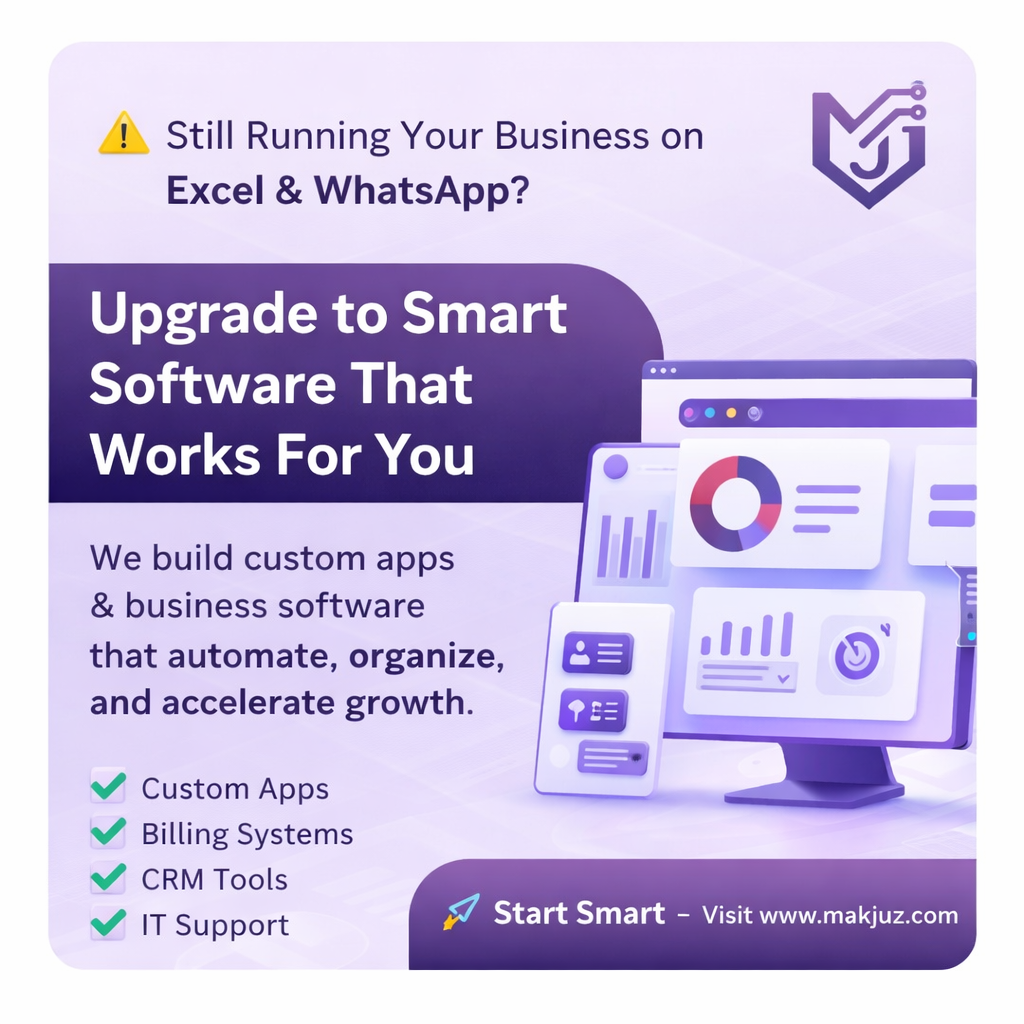 Still Running Your Business on
Excel & WhatsApp?
MJ
Upgrade to Smart
Software That
Works For You
We build custom apps
& business software
that automate, organize,
and accelerate growth.
Custom Apps
Billing Systems
CRM Tools
IT Support
Start Smart – Visit www.makjuz.com